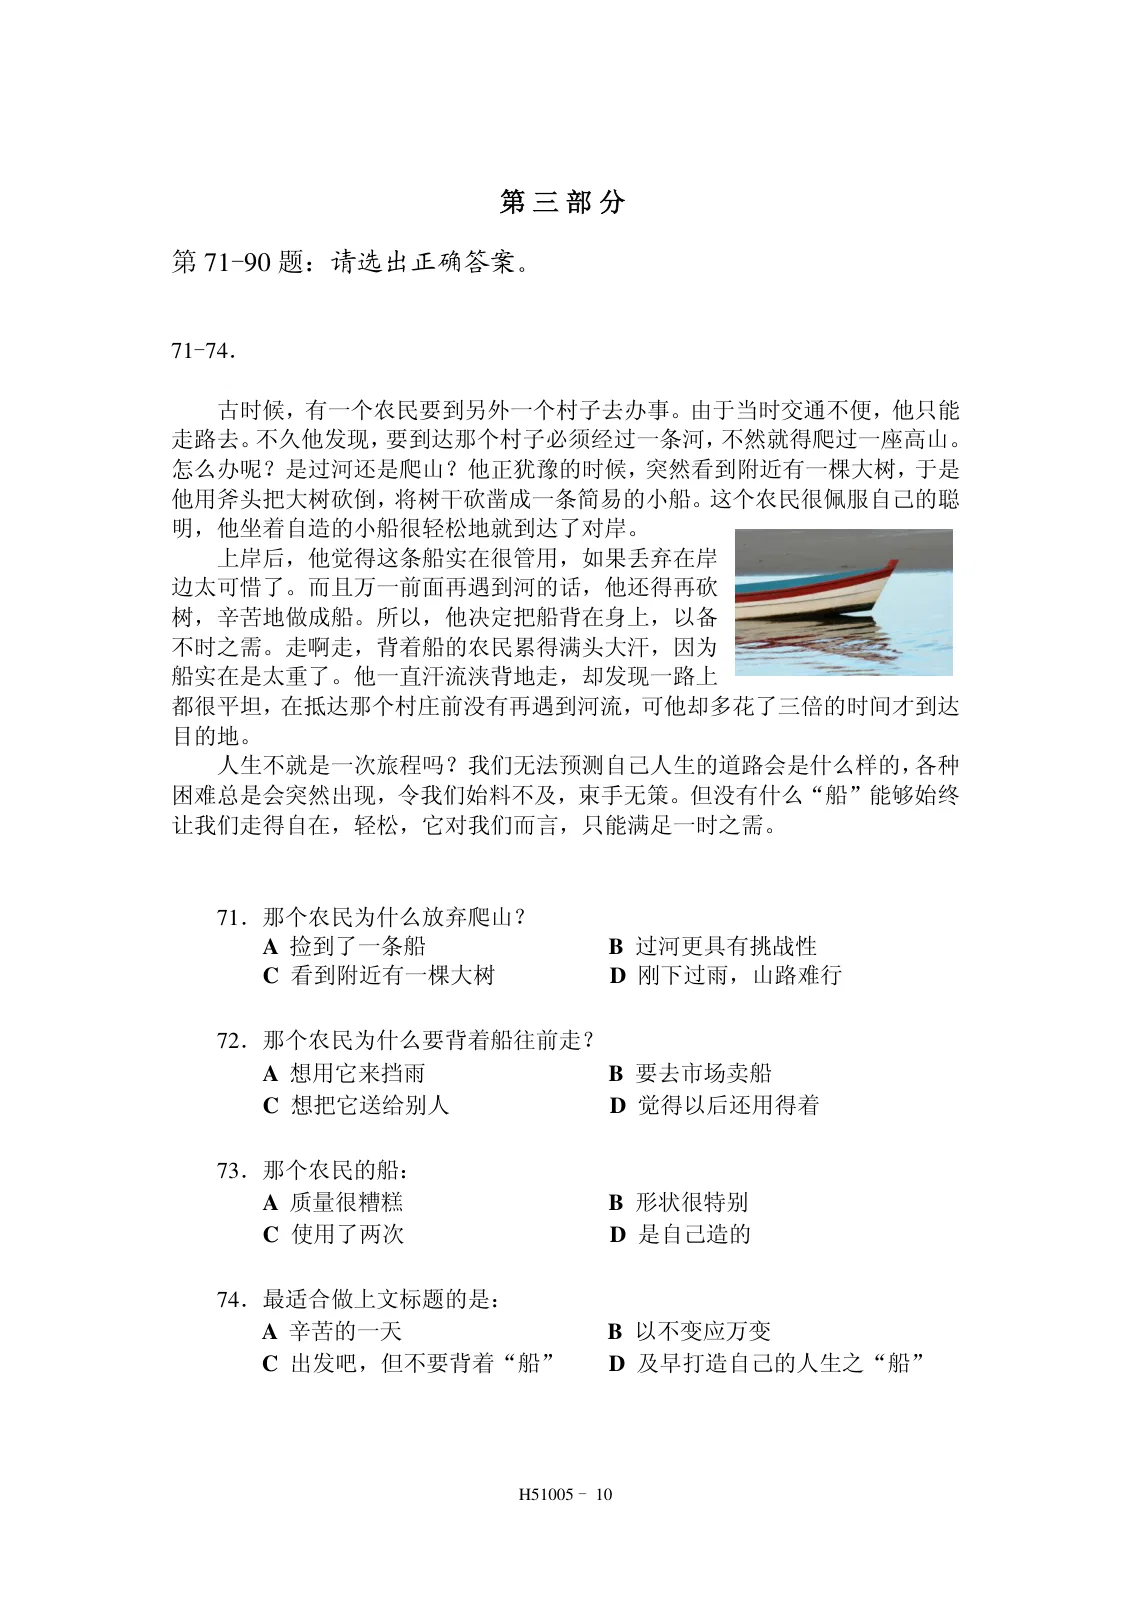 第三部分
第 71-90 题：请选出正确答案。
71-74．
古时候，有一个农民要到另外一个村子去办事。由于当时交通不便，他只能
走路去。不久他发现，要到达那个村子必须经过一条河，不然就得爬过一座高山。
怎么办呢？是过河还是爬山？他正犹豫的时候，突然看到附近有一棵大树，于是
他用斧头把大树砍倒，将树干砍凿成一条简易的小船。这个农民很佩服自己的聪
明，他坐着自造的小船很轻松地就到达了对岸。
上岸后，他觉得这条船实在很管用，如果丢弃在岸
边太可惜了。而且万一前面再遇到河的话，他还得再砍
树，辛苦地做成船。所以，他决定把船背在身上，以备
不时之需。走啊走，背着船的农民累得满头大汗，因为
船实在是太重了。他一直汗流浃背地走，却发现一路上
都很平坦，在抵达那个村庄前没有再遇到河流，可他却多花了三倍的时间才到达
目的地。
人生不就是一次旅程吗？我们无法预测自己人生的道路会是什么样的，各种
困难总是会突然出现，令我们始料不及，束手无策。但没有什么“船”能够始终
让我们走得自在，轻松，它对我们而言，只能满足一时之需。
71．那个农民为什么放弃爬山？
A 捡到了一条船 B 过河更具有挑战性
C 看到附近有一棵大树 D 刚下过雨，山路难行
72．那个农民为什么要背着船往前走？
A 想用它来挡雨 B 要去市场卖船
C 想把它送给别人 D 觉得以后还用得着
73．那个农民的船：
A 质量很糟糕 B 形状很特别
C 使用了两次 D 是自己造的
74．最适合做上文标题的是：
A 辛苦的一天 B 以不变应万变
C 出发吧，但不要背着“船” D 及早打造自己的人生之“船”
H51005- 10